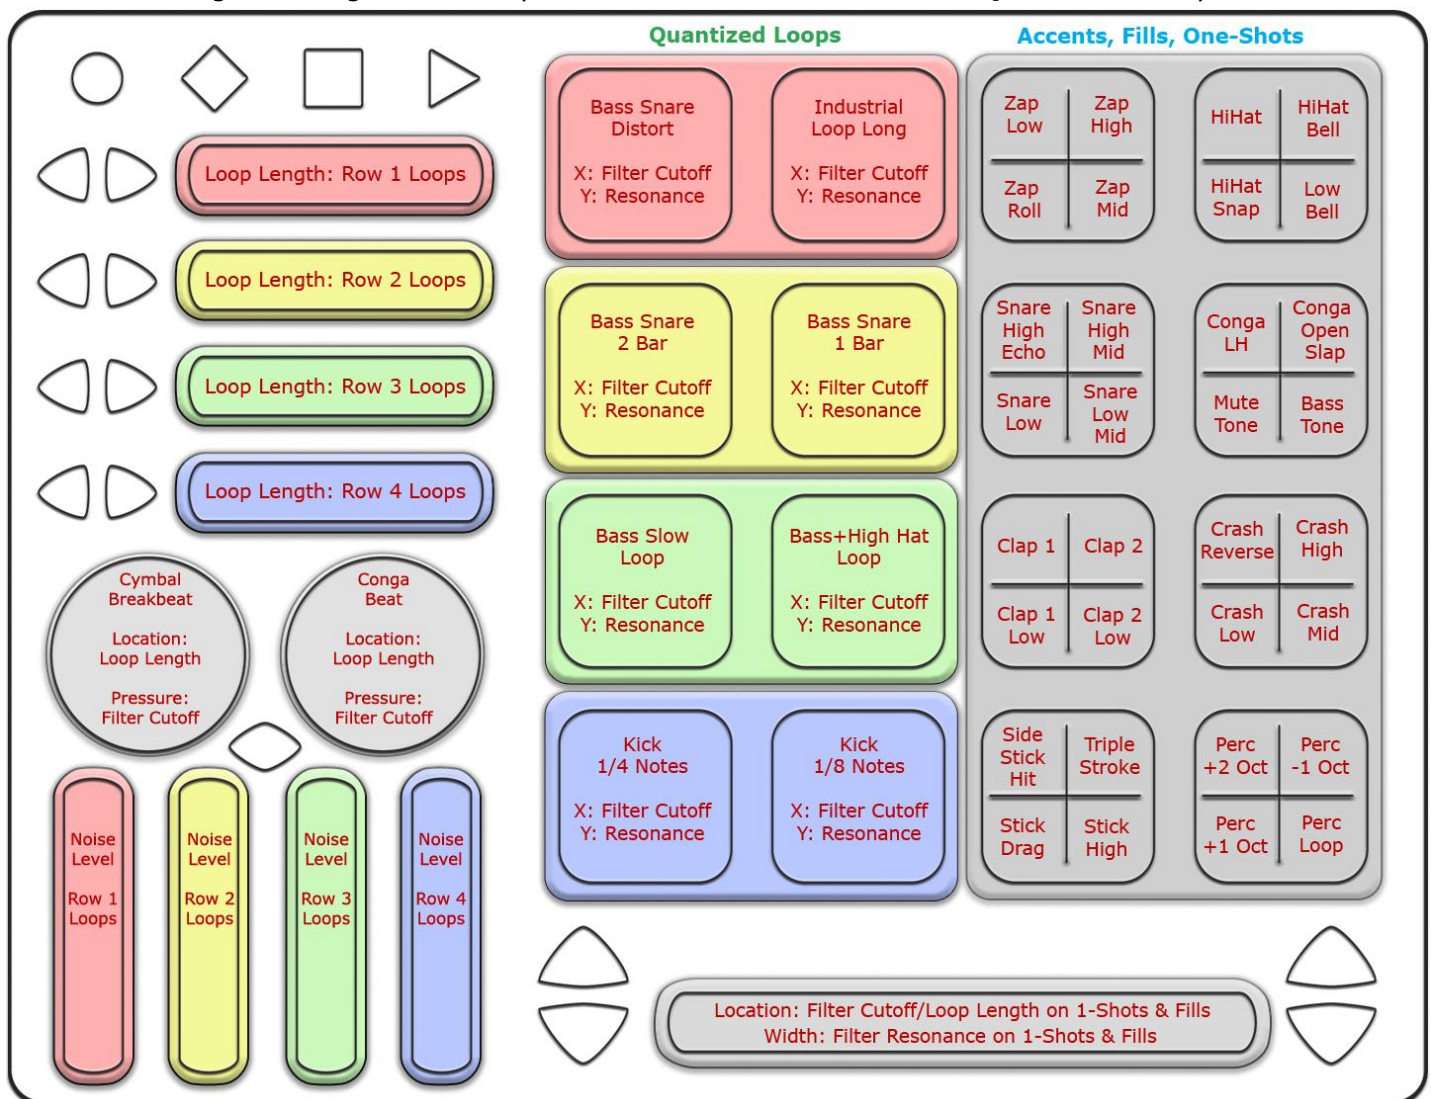 Quantized Loops
Accents, Fills, One-Shots
Loop Length: Row 1 Loops
Loop Length: Row 2 Loops
Loop Length: Row 3 Loops
Loop Length: Row 4 Loops
Cymbal
Breakbeat
Location:
Loop Length
Pressure:
Filter Cutoff
Conga
Beat
Location:
Loop Length
Pressure:
Filter Cutoff
Noise
Level
Row 1
Loops
Noise
Level
Row 2
Loops
Noise
Level
Row 3
Loops
Noise
Level
Row 4
Loops
Bass Snare
Distort
X: Filter Cutoff
Y: Resonance
Industrial
Loop Long
X: Filter Cutoff
Y: Resonance
Bass Snare
2 Bar
X: Filter Cutoff
Y: Resonance
Bass Snare
1 Bar
X: Filter Cutoff
Y: Resonance
Bass Slow
Loop
X: Filter Cutoff
Y: Resonance
Bass+High Hat
Loop
X: Filter Cutoff
Y: Resonance
Kick
1/4 Notes
X: Filter Cutoff
Y: Resonance
Kick
1/8 Notes
X: Filter Cutoff
Y: Resonance
Zap
Low
Zap
High
Zap
Roll
Zap
Mid
HiHat
HiHat
Bell
HiHat
Snap
Low
Bell
Snare
High
Echo
Snare
High
Mid
Snare
Low
Snare
Low
Mid
Conga
LH
Conga
Open
Slap
Mute
Tone
Bass
Tone
Clap 1
Clap 2
Clap 1
Low
Clap 2
Low
Crash
Reverse
Crash
High
Crash
Low
Crash
Mid
Side
Stick
Hit
Triple
Stroke
Stick
Drag
Stick
High
Perc
+2 Oct
Perc
-1 Oct
Perc
+1 Oct
Perc
Loop
Location: Filter Cutoff/Loop Length on 1-Shots & Fills
Width: Filter Resonance on 1-Shots & Fills